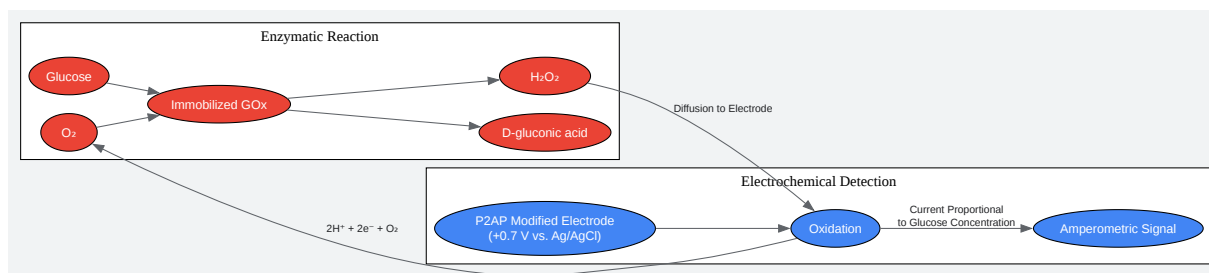 Enzymatic Reaction
Glucose
O₂
Immobilized GOx
H₂O₂
D-gluconic acid
Diffusion to Electrode
Electrochemical Detection
P2AP Modified Electrode
(+0.7 V vs. Ag/AgCl)
Oxidation
Current Proportional
to Glucose Concentration
Amperometric Signal
2H⁺ + 2e⁻ + O₂